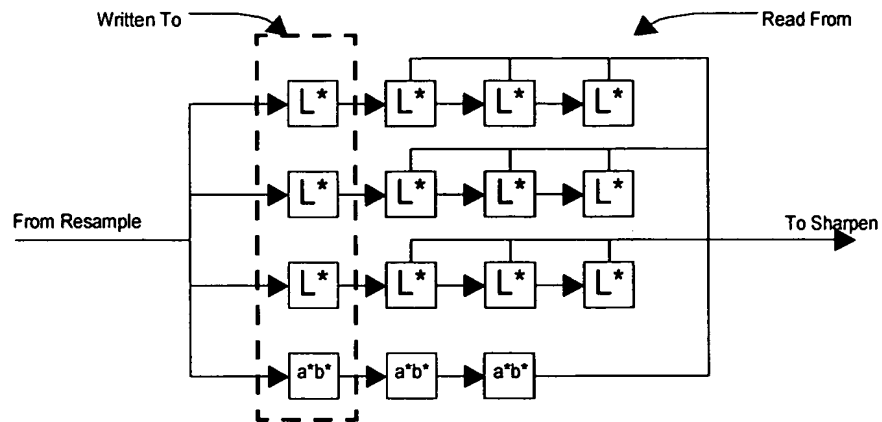 Written To
Read From
L* L* L* L*
L* L* L* L*
From Resample
To Sharpen
L* L* L* L*
a*b* a*b* a*b*